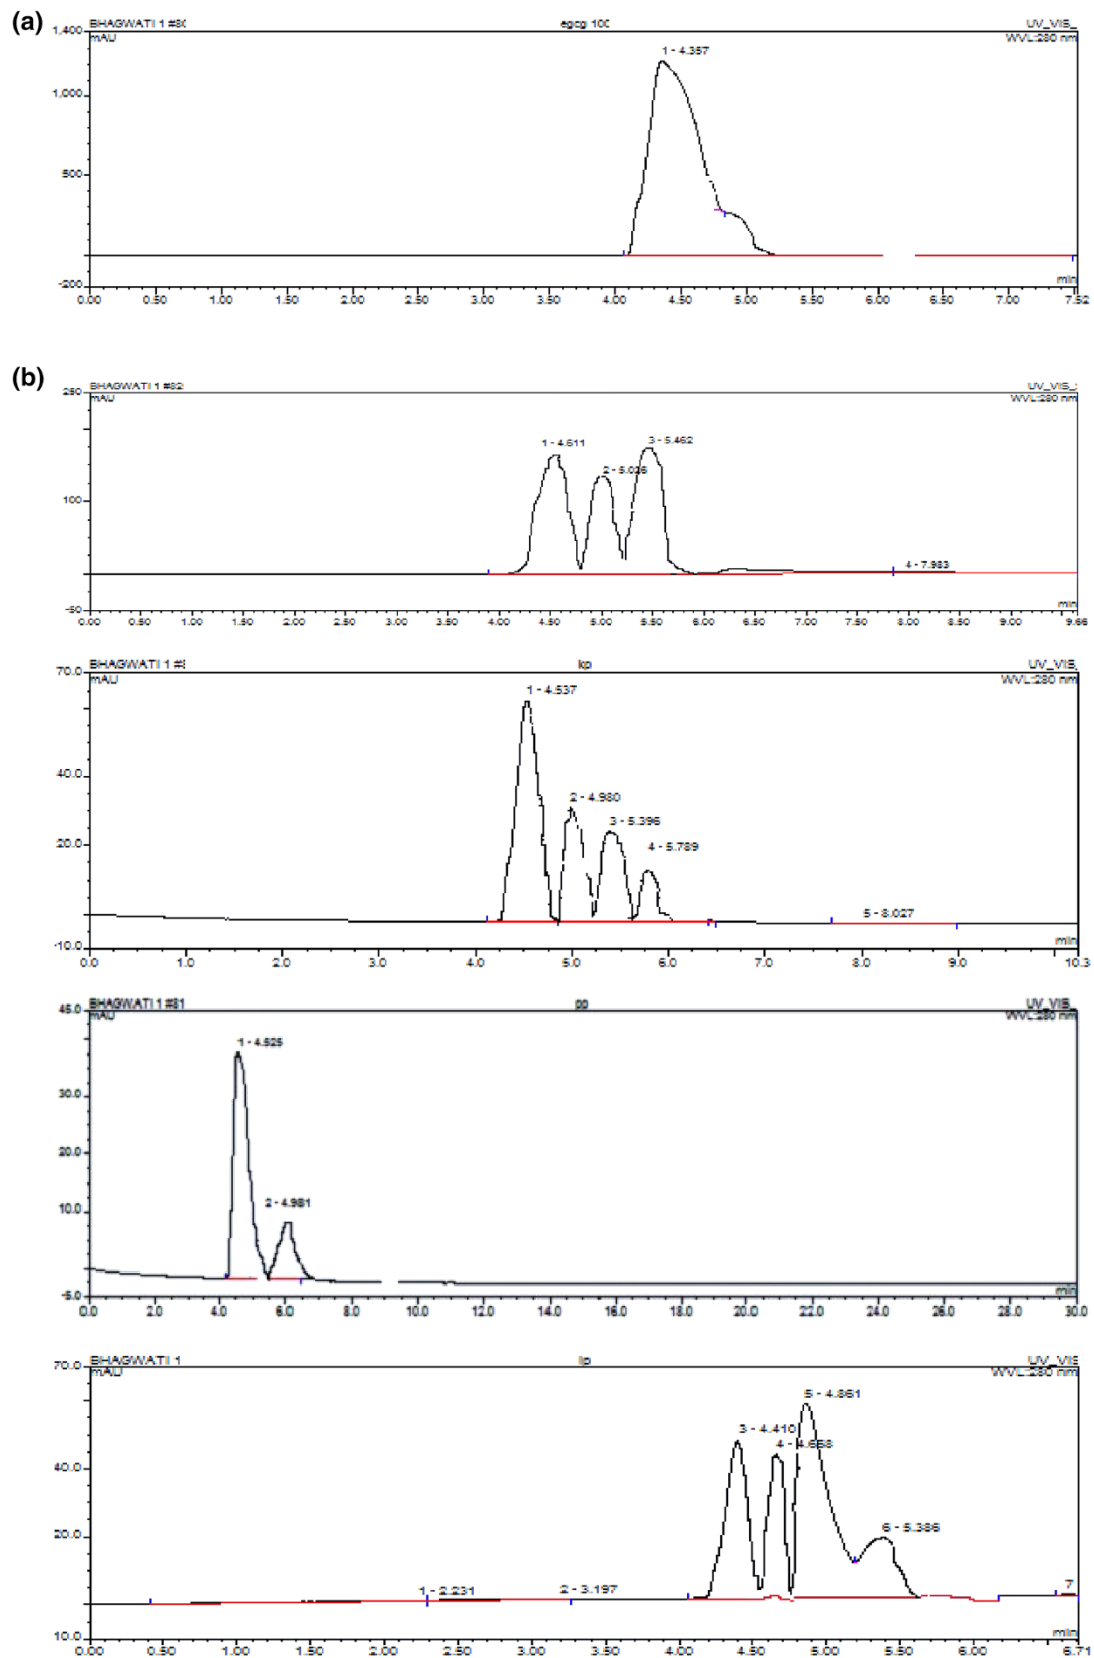 (a)
BHAGWATI 1 #80 egcg 100 UV_VIS_
mAU WVL:280 nm
1,400
1 - 4.357
1,000
500
-200
min
0.00 0.50 1.00 1.50 2.00 2.50 3.00 3.50 4.00 4.50 5.00 5.50 6.00 6.50 7.00 7.52
(b)
BHAGWATI 1 #82 UV_VIS_
mAU WVL:280 nm
250
1 - 4.611 2 - 5.026 3 - 5.462
100
4 - 7.983
-50
min
0.00 0.50 1.00 1.50 2.00 2.50 3.00 3.50 4.00 4.50 5.00 5.50 6.00 6.50 7.00 7.50 8.00 8.50 9.00 9.66
BHAGWATI 1 #8 kp UV_VIS_
70.0
mAU WVL:280 nm
1 - 4.537
40.0
2 - 4.980
3 - 5.396
20.0
4 - 5.789
5 - 8.027
-10.0
min
0.0 1.0 2.0 3.0 4.0 5.0 6.0 7.0 8.0 9.0 10.3
BHAGWATI 1 #81 pp UV_VIS_
45.0
mAU WVL:280 nm
1 - 4.525
30.0
20.0
2 - 4.981
10.0
-5.0
min
0.0 2.0 4.0 6.0 8.0 10.0 12.0 14.0 16.0 18.0 20.0 22.0 24.0 26.0 28.0 30.0
BHAGWATI 1 lp UV_VIS
70.0
mAU WVL:280 nm
5 - 4.861
3 - 4.410
4 - 4.658
40.0
20.0
6 - 5.386
1 - 2.231 2 - 3.197 7
10.0
min
0.00 0.50 1.00 1.50 2.00 2.50 3.00 3.50 4.00 4.50 5.00 5.50 6.00 6.71